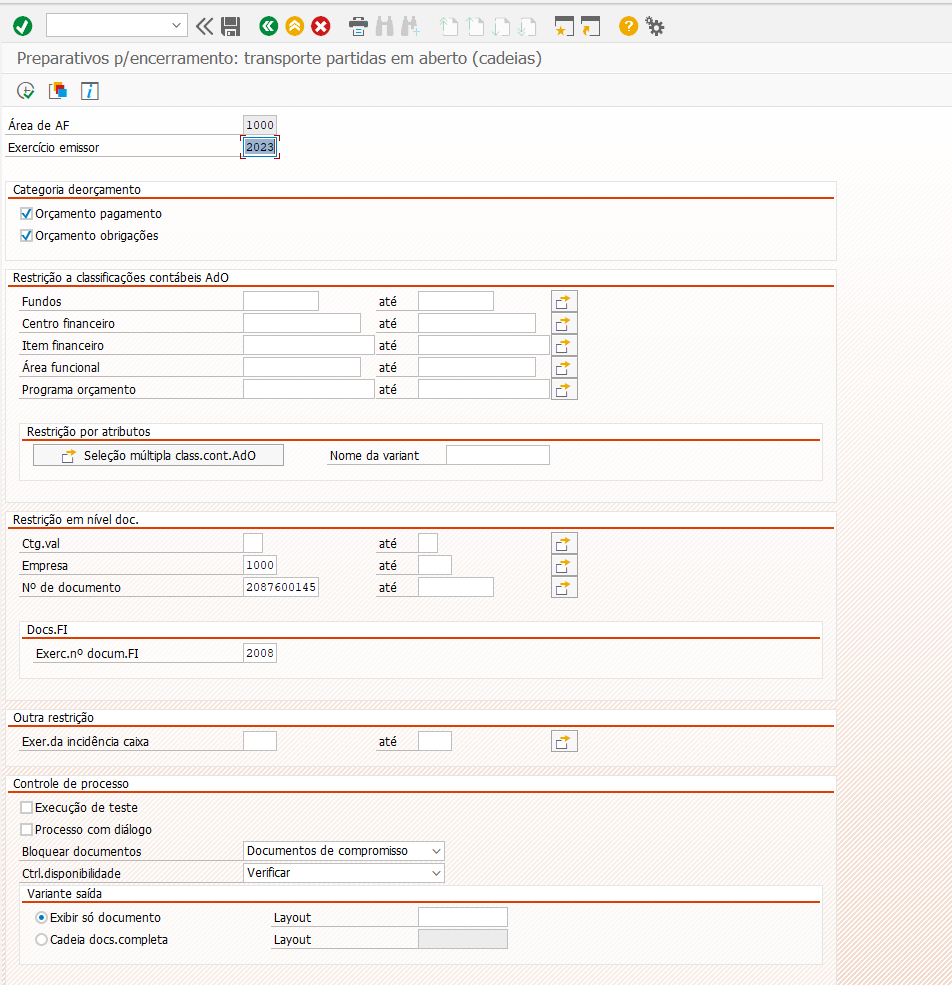 Preparativos p/encerramento: transporte partidas em aberto (cadeias)
Área de AF 1000
Exercício emissor 2023
Categoria deorçamento
Orçamento pagamento
Orçamento obrigações
Restrição a classificações contábeis AdO
Fundos até
Centro financeiro até
Item financeiro até
Área funcional até
Programa orçamento até
Restrição por atributos
Seleção múltipla class.cont.AdO Nome da variant
Restrição em nível doc.
Ctg.val até
Empresa 1000 até
Nº de documento 2087600145 até
Docs.FI
Exerc.nº docum.FI 2008
Outra restrição
Exer.da incidência caixa até
Controle de processo
Execução de teste
Processo com diálogo
Bloquear documentos Documentos de compromisso
Ctrl.disponibilidade Verificar
Variante saída
Exibir só documento Layout
Cadeia docs.completa Layout